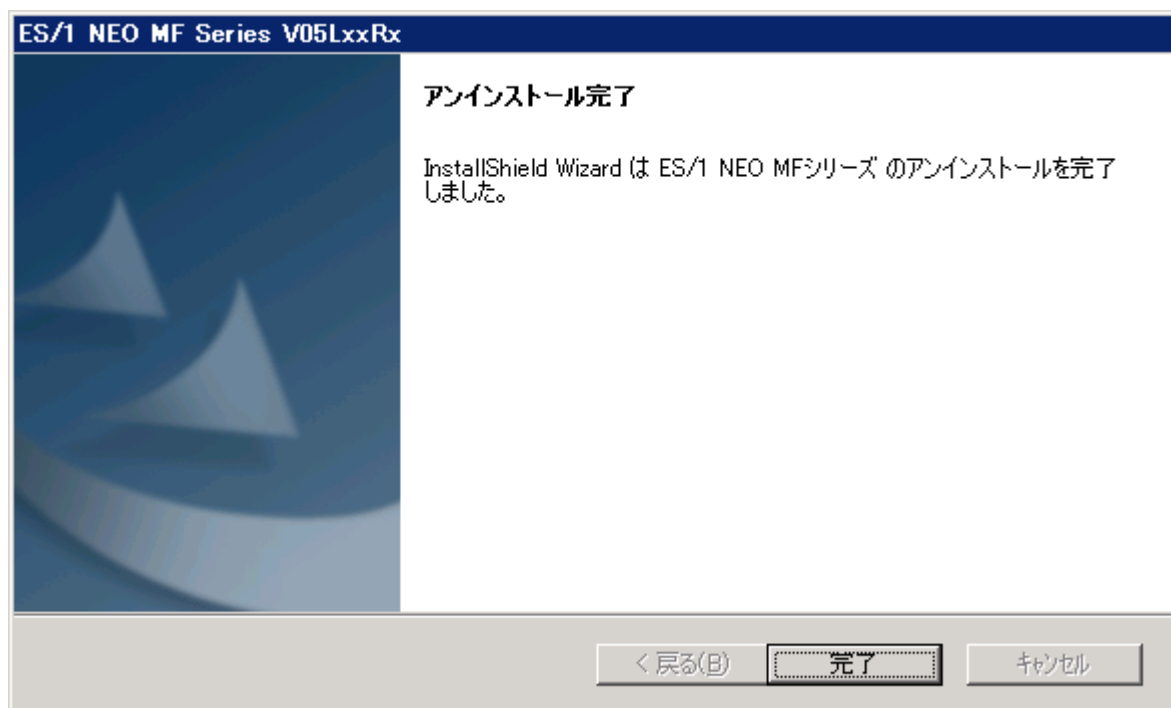 ES/1 NEO MF Series V05LxxRx
アンインストール完了
InstallShield Wizard は ES/1 NEO MFシリーズ のアンインストールを完了
しました。
< 戻る(B)
完了
キャンセル